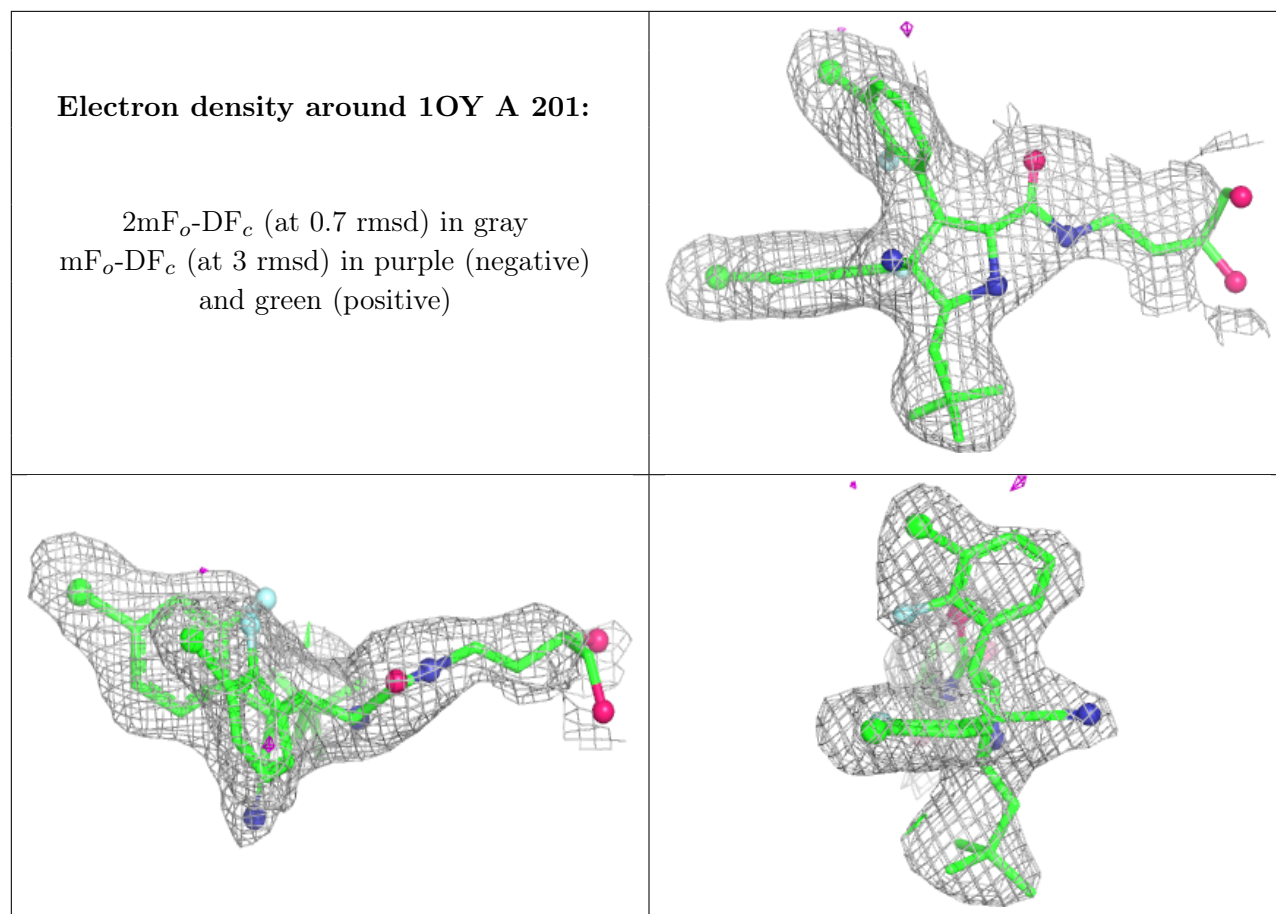 Electron density around 1OY A 201:
2mFo-DFc (at 0.7 rmsd) in gray
mFo-DFc (at 3 rmsd) in purple (negative)
and green (positive)